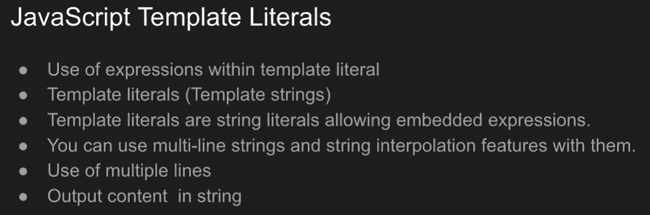 JavaScript Template Literals
● Use of expressions within template literal
● Template literals (Template strings)
● Template literals are string literals allowing embedded expressions.
● You can use multi-line strings and string interpolation features with them.
● Use of multiple lines
● Output content  in string